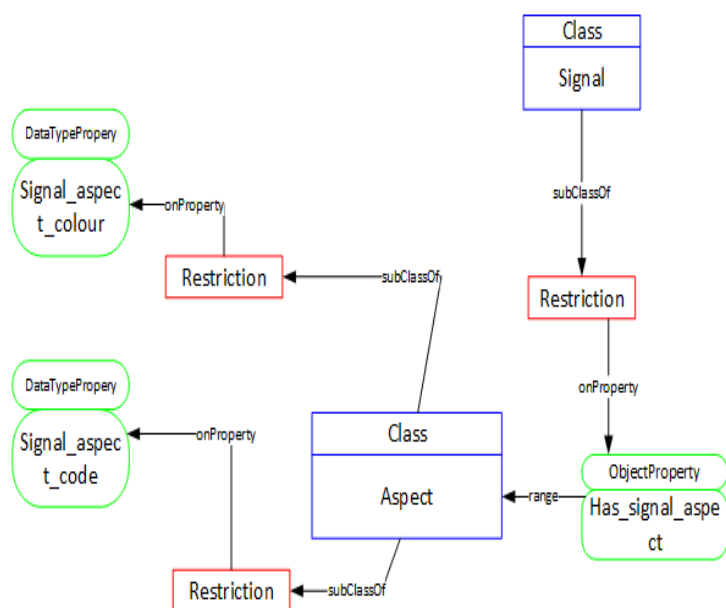 Class
Signal
DataTypePropery
Signal_aspec
t_colour
onProperty
subClassOf
Restriction
subClassOf
Restriction
onProperty
DataTypePropery
Signal_aspec
t_code
onProperty
Class
Aspect
ObjectProperty
range
Has_signal_aspe
ct
Restriction
subClassOf